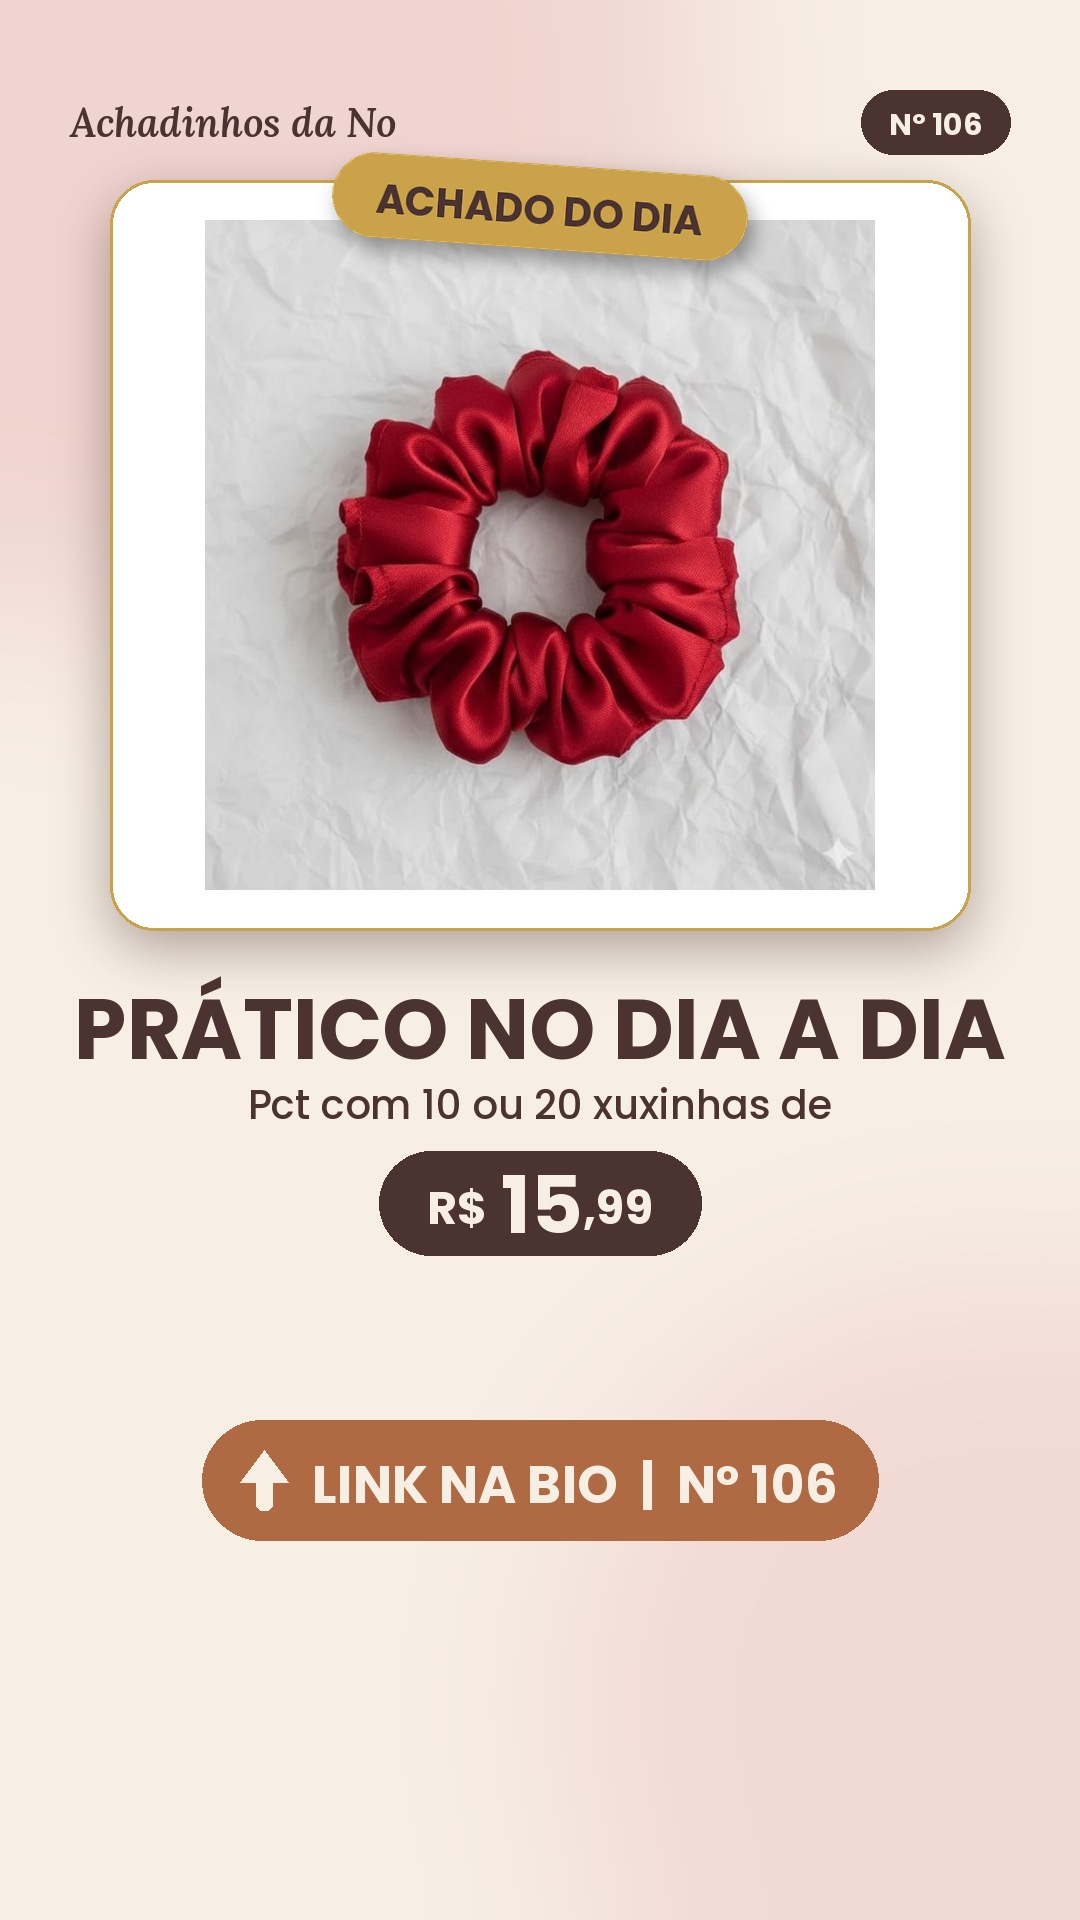 Achadinhos da No
Nº 106
ACHADO DO DIA
PRÁTICO NO DIA A DIA
Pct com 10 ou 20 xuxinhas de
R$ 15,99
LINK NA BIO | Nº 106